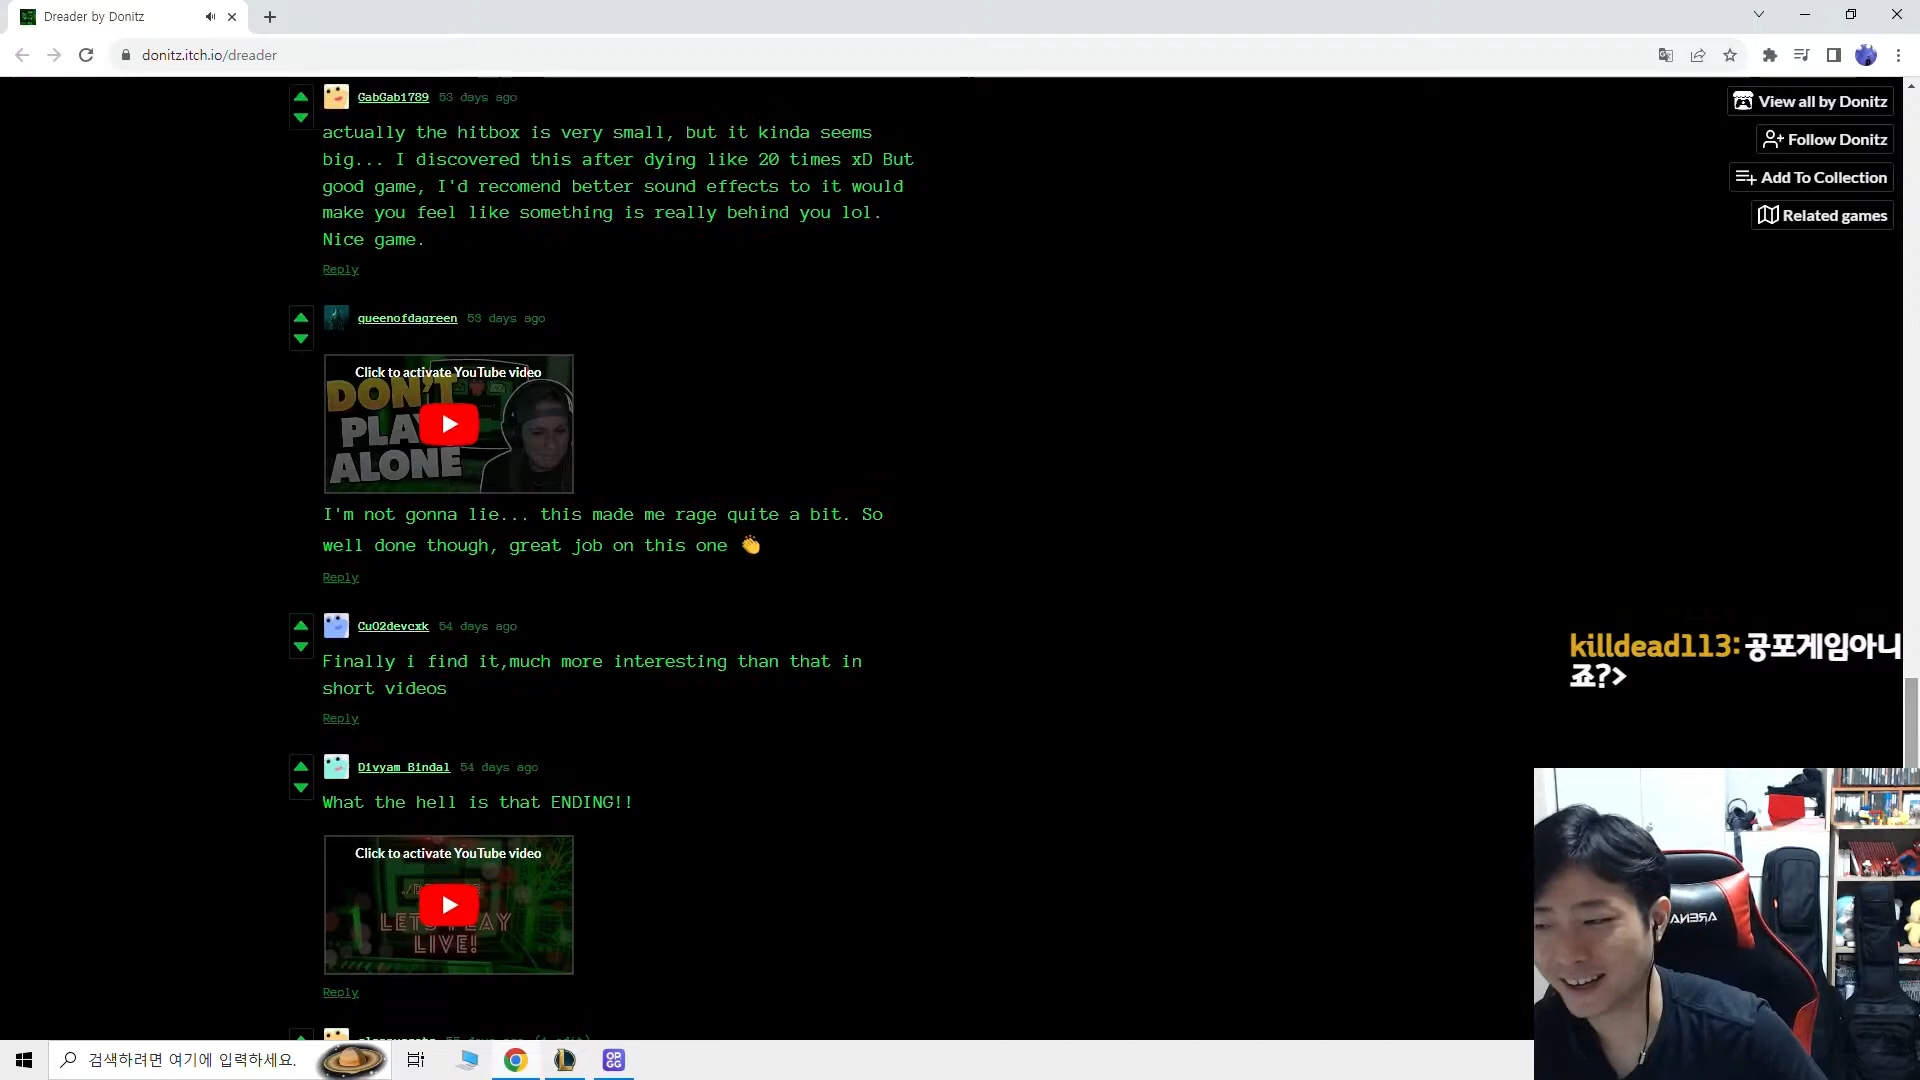 Dreader by Donitz
donitz.itch.io/dreader
View all by Donitz
Follow Donitz
Add To Collection
Related games
GabGab1789 53 days ago
actually the hitbox is very small, but it kinda seems
big... I discovered this after dying like 20 times xD But
good game, I'd recomend better sound effects to it would
make you feel like something is really behind you lol.
Nice game.
Reply
queenofdagreen 53 days ago
Click to activate YouTube video
DON'T
PLAY
ALONE
I'm not gonna lie... this made me rage quite a bit. So
well done though, great job on this one 👏
Reply
Cu02devcxk 54 days ago
Finally i find it,much more interesting than that in
short videos
Reply
killdead113: 공포게임아니
죠?>
Divyam Bindal 54 days ago
What the hell is that ENDING!!
Click to activate YouTube video
LETS PLAY
LIVE!
Reply
ARENA
검색하려면 여기에 입력하세요.
OP
GG